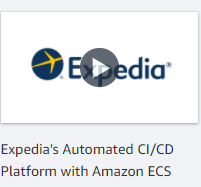 Expedia®
Expedia's Automated CI/CD
Platform with Amazon ECS